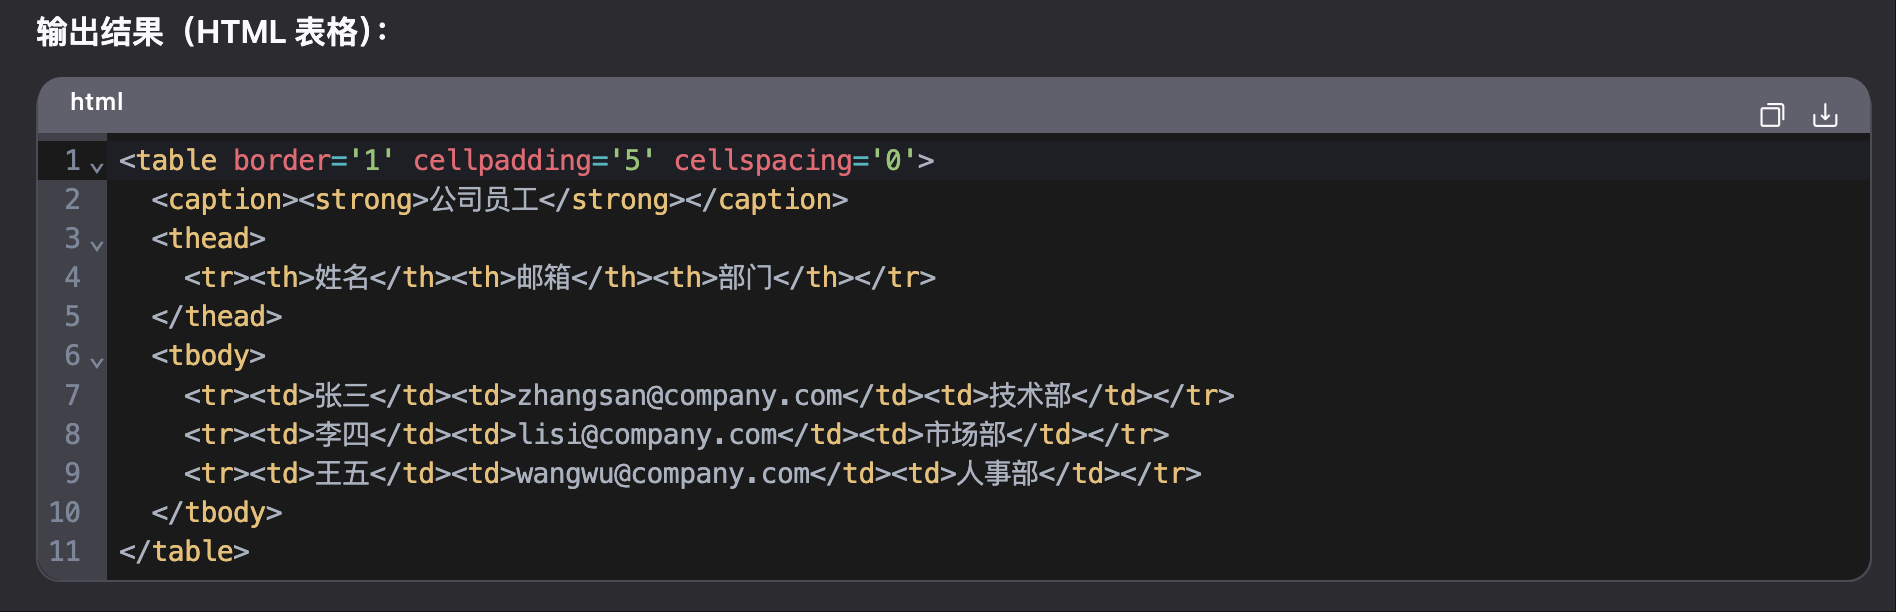 输出结果（HTML 表格）：
html
1 <table border='1' cellpadding='5' cellspacing='0'>
2   <caption><strong>公司员工</strong></caption>
3   <thead>
4     <tr><th>姓名</th><th>邮箱</th><th>部门</th></tr>
5   </thead>
6   <tbody>
7     <tr><td>张三</td><td>zhangsan@company.com</td><td>技术部</td></tr>
8     <tr><td>李四</td><td>lisi@company.com</td><td>市场部</td></tr>
9     <tr><td>王五</td><td>wangwu@company.com</td><td>人事部</td></tr>
10   </tbody>
11 </table>